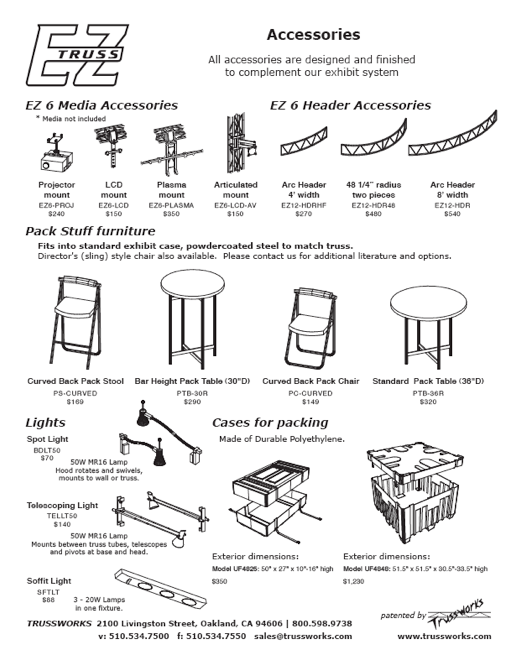 EZ
TRUSS
Accessories
All accessories are designed and finished
to complement our exhibit system
EZ 6 Media Accessories
* Media not included
EZ 6 Header Accessories
Projector
mount
EZ6-PROJ
$240
LCD
mount
EZ6-LCD
$150
Plasma
mount
EZ6-PLASMA
$350
Articulated
mount
EZ6-LCD-AV
$150
Arc Header
4' width
EZ12-HDRHF
$270
48 1/4" radius
two pieces
EZ12-HDR48
$480
Arc Header
8' width
EZ12-HDR
$540
Pack Stuff furniture
Fits into standard exhibit case, powdercoated steel to match truss.
Director's (sling) style chair also available. Please contact us for additional literature and options.
Curved Back Pack Stool
PS-CURVED
$169
Bar Height Pack Table (30"D)
PTB-30R
$290
Curved Back Pack Chair
PC-CURVED
$149
Standard Pack Table (36"D)
PTB-36R
$320
Lights
Spot Light
BDLT50
$70
50W MR16 Lamp
Hood rotates and swivels,
mounts to wall or truss.
Telescoping Light
TELLT50
$140
50W MR16 Lamp
Mounts between truss tubes, telescopes
and pivots at base and head.
Soffit Light
SFTLT
$88
3 - 20W Lamps
in one fixture.
Cases for packing
Made of Durable Polyethylene.
Exterior dimensions:
Model UF4825: 50" x 27" x 10"-16" high
$350
Exterior dimensions:
Model UF4848: 51.5" x 51.5" x 30.5"-33.5" high
$1,230
patented by Trussworks
TRUSSWORKS 2100 Livingston Street, Oakland, CA 94606 | 800.598.9738
v: 510.534.7500 f: 510.534.7550 sales@trussworks.com www.trussworks.com